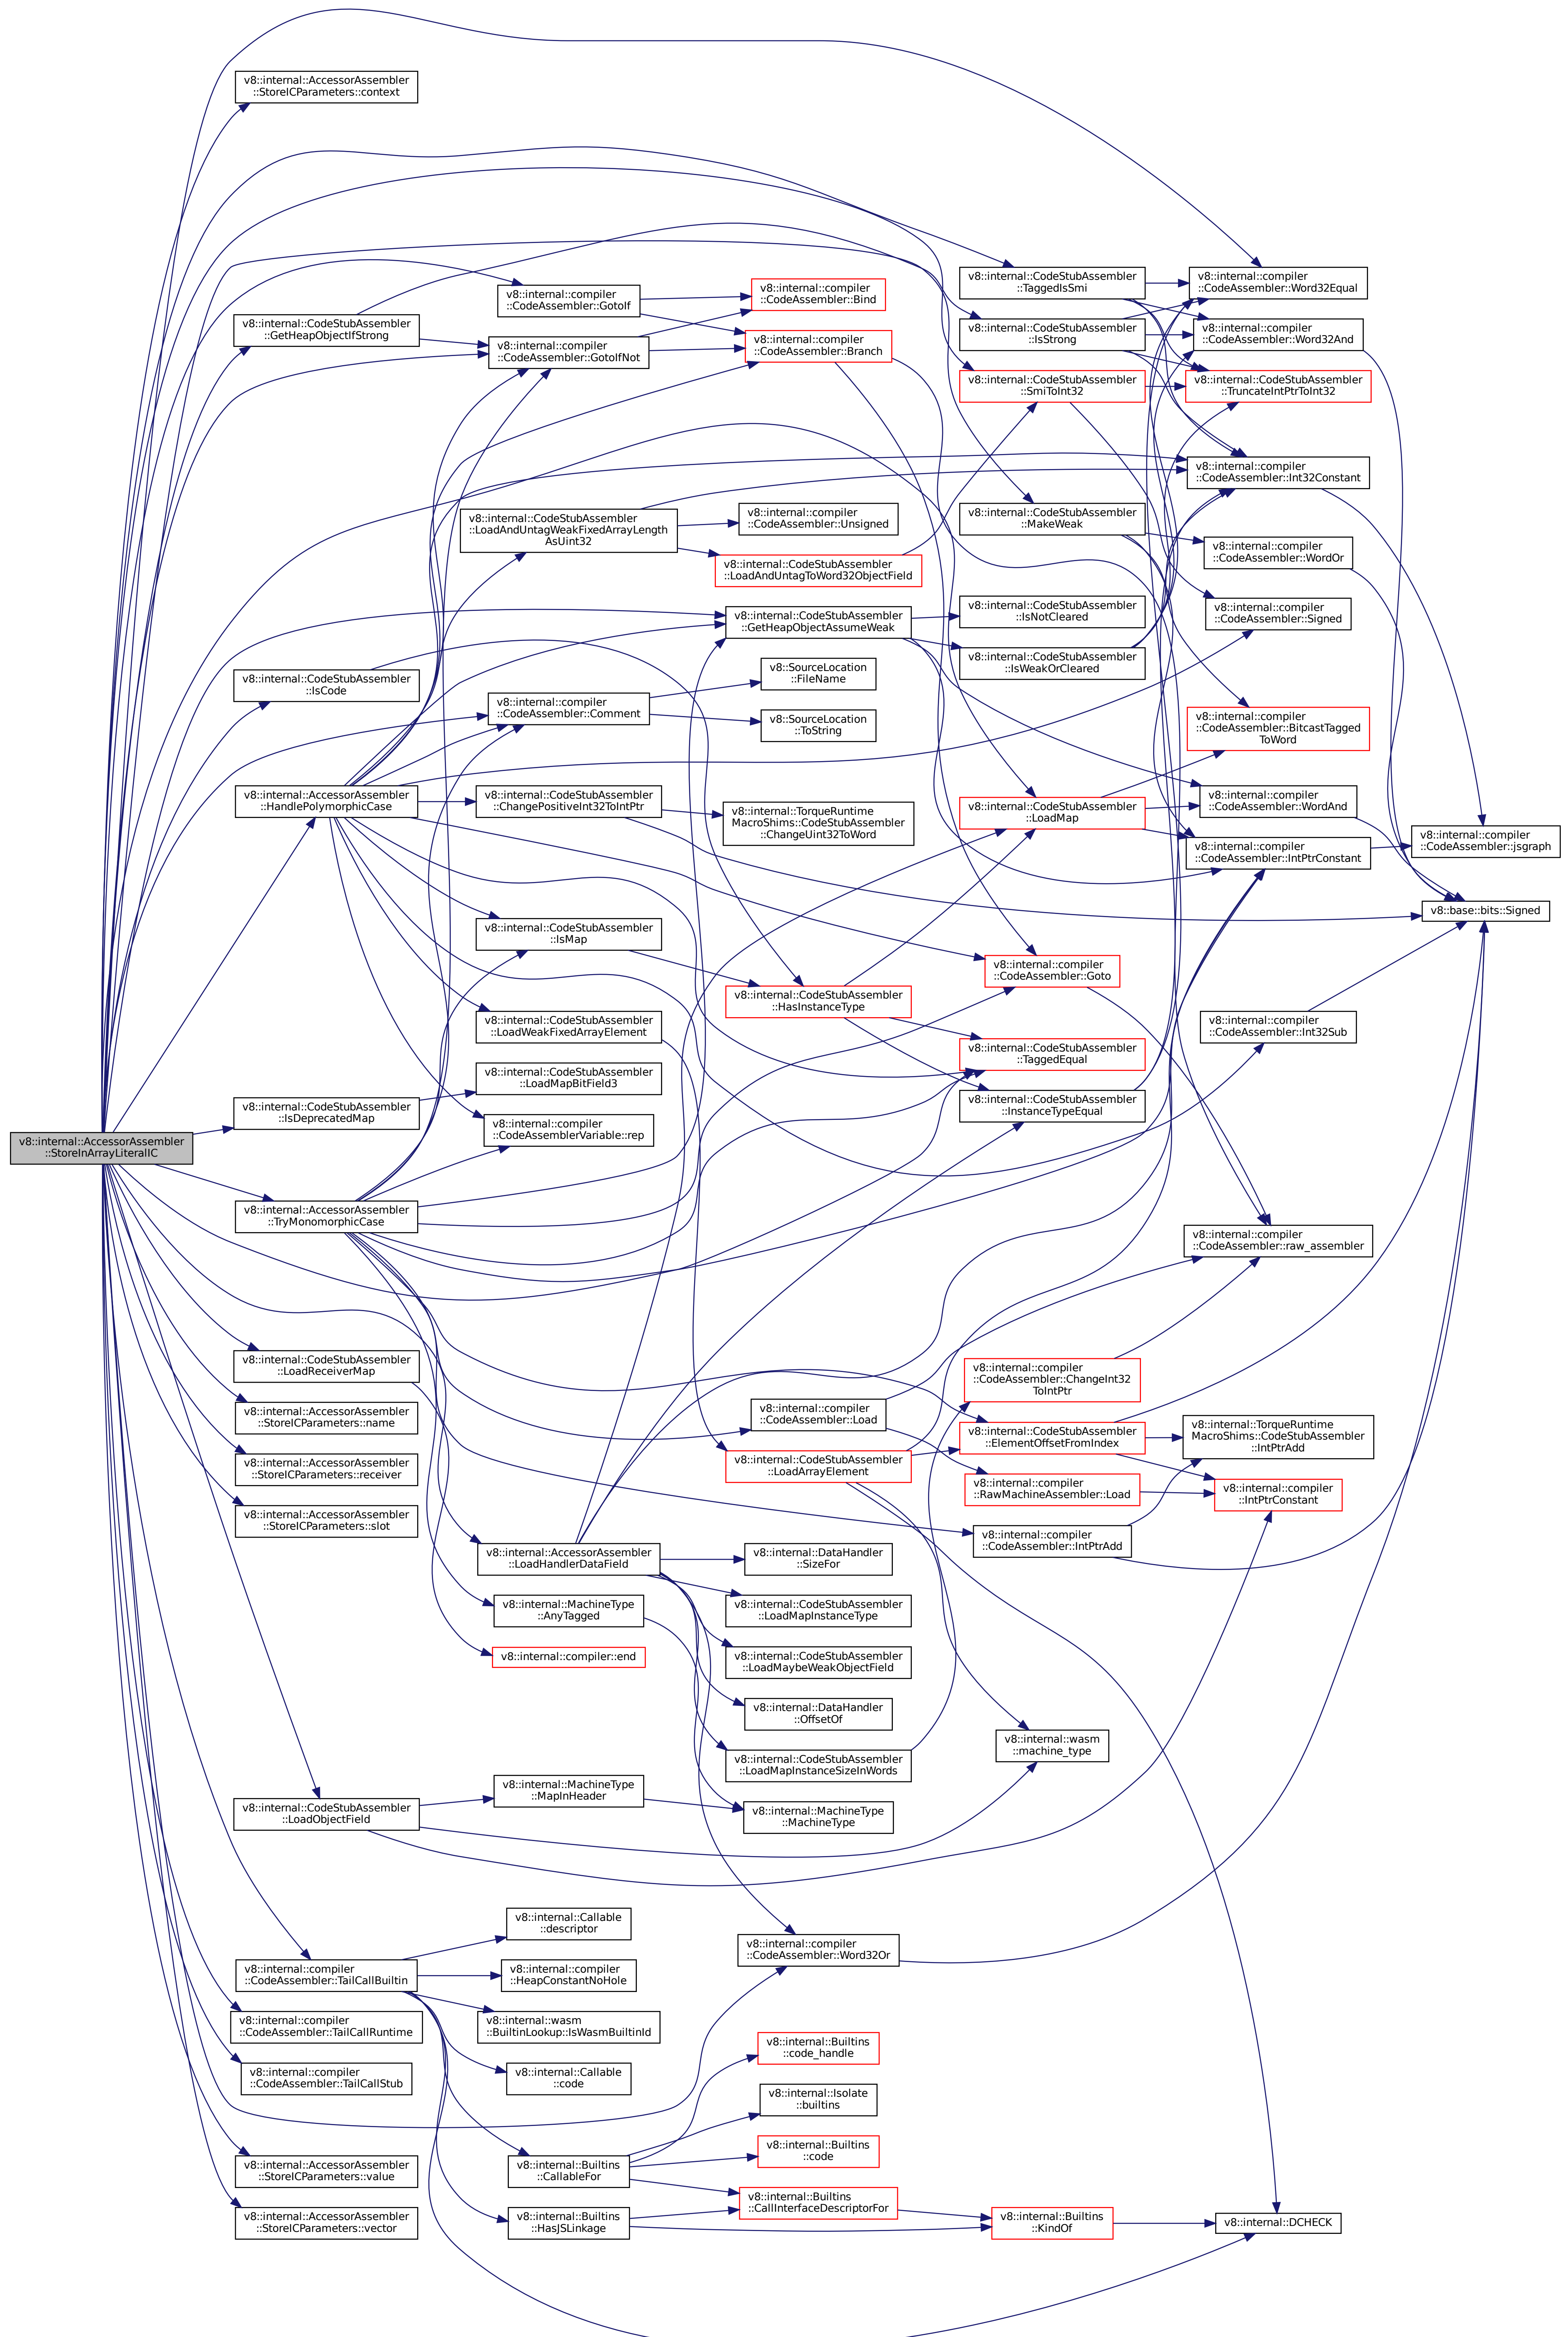 v8::internal::AccessorAssembler
::StoreInArrayLiteralIC
v8::internal::AccessorAssembler
::StoreICParameters::context
v8::internal::CodeStubAssembler
::GetHeapObjectIfStrong
v8::internal::CodeStubAssembler
::IsCode
v8::internal::AccessorAssembler
::HandlePolymorphicCase
v8::internal::CodeStubAssembler
::IsDeprecatedMap
v8::internal::AccessorAssembler
::TryMonomorphicCase
v8::internal::CodeStubAssembler
::LoadReceiverMap
v8::internal::AccessorAssembler
::StoreICParameters::name
v8::internal::AccessorAssembler
::StoreICParameters::receiver
v8::internal::AccessorAssembler
::StoreICParameters::slot
v8::internal::CodeStubAssembler
::LoadObjectField
v8::internal::compiler
::CodeAssembler::TailCallBuiltin
v8::internal::compiler
::CodeAssembler::TailCallRuntime
v8::internal::compiler
::CodeAssembler::TailCallStub
v8::internal::AccessorAssembler
::StoreICParameters::value
v8::internal::AccessorAssembler
::StoreICParameters::vector
v8::internal::compiler
::CodeAssembler::GotoIf
v8::internal::compiler
::CodeAssembler::GotoIfNot
v8::internal::CodeStubAssembler
::LoadAndUntagWeakFixedArrayLength
AsUint32
v8::internal::compiler
::CodeAssembler::Comment
v8::internal::CodeStubAssembler
::ChangePositiveInt32ToIntPtr
v8::internal::CodeStubAssembler
::IsMap
v8::internal::CodeStubAssembler
::LoadWeakFixedArrayElement
v8::internal::CodeStubAssembler
::LoadMapBitField3
v8::internal::compiler
::CodeAssemblerVariable::rep
v8::internal::AccessorAssembler
::LoadHandlerDataField
v8::internal::MachineType
::AnyTagged
v8::internal::compiler::end
v8::internal::MachineType
::MapInHeader
v8::internal::Callable
::descriptor
v8::internal::compiler
::HeapConstantNoHole
v8::internal::wasm
::BuiltinLookup::IsWasmBuiltinId
v8::internal::Callable
::code
v8::internal::Builtins
::CallableFor
v8::internal::Builtins
::HasJSLinkage
v8::internal::compiler
::CodeAssembler::Bind
v8::internal::compiler
::CodeAssembler::Branch
v8::internal::compiler
::CodeAssembler::Unsigned
v8::internal::CodeStubAssembler
::LoadAndUntagToWord32ObjectField
v8::internal::CodeStubAssembler
::GetHeapObjectAssumeWeak
v8::SourceLocation
::FileName
v8::SourceLocation
::ToString
v8::internal::TorqueRuntime
MacroShims::CodeStubAssembler
::ChangeUint32ToWord
v8::internal::CodeStubAssembler
::HasInstanceType
v8::internal::compiler
::CodeAssembler::Load
v8::internal::CodeStubAssembler
::LoadArrayElement
v8::internal::DataHandler
::SizeFor
v8::internal::CodeStubAssembler
::LoadMapInstanceType
v8::internal::CodeStubAssembler
::LoadMaybeWeakObjectField
v8::internal::DataHandler
::OffsetOf
v8::internal::CodeStubAssembler
::LoadMapInstanceSizeInWords
v8::internal::MachineType
::MachineType
v8::internal::compiler
::CodeAssembler::Word32Or
v8::internal::Builtins
::code_handle
v8::internal::Isolate
::builtins
v8::internal::Builtins
::code
v8::internal::Builtins
::CallInterfaceDescriptorFor
v8::internal::CodeStubAssembler
::TaggedIsSmi
v8::internal::CodeStubAssembler
::IsStrong
v8::internal::CodeStubAssembler
::SmiToInt32
v8::internal::CodeStubAssembler
::MakeWeak
v8::internal::CodeStubAssembler
::IsNotCleared
v8::internal::CodeStubAssembler
::IsWeakOrCleared
v8::internal::CodeStubAssembler
::LoadMap
v8::internal::compiler
::CodeAssembler::Goto
v8::internal::CodeStubAssembler
::TaggedEqual
v8::internal::CodeStubAssembler
::InstanceTypeEqual
v8::internal::compiler
::CodeAssembler::ChangeInt32
ToIntPtr
v8::internal::CodeStubAssembler
::ElementOffsetFromIndex
v8::internal::compiler
::RawMachineAssembler::Load
v8::internal::compiler
::CodeAssembler::IntPtrAdd
v8::internal::wasm
::machine_type
v8::internal::Builtins
::KindOf
v8::internal::compiler
::CodeAssembler::Word32Equal
v8::internal::compiler
::CodeAssembler::Word32And
v8::internal::CodeStubAssembler
::TruncateIntPtrToInt32
v8::internal::compiler
::CodeAssembler::Int32Constant
v8::internal::compiler
::CodeAssembler::WordOr
v8::internal::compiler
::CodeAssembler::Signed
v8::internal::compiler
::CodeAssembler::BitcastTagged
ToWord
v8::internal::compiler
::CodeAssembler::WordAnd
v8::internal::compiler
::CodeAssembler::IntPtrConstant
v8::internal::compiler
::CodeAssembler::Int32Sub
v8::internal::compiler
::CodeAssembler::raw_assembler
v8::internal::TorqueRuntime
MacroShims::CodeStubAssembler
::IntPtrAdd
v8::internal::compiler
::IntPtrConstant
v8::internal::DCHECK
v8::internal::compiler
::CodeAssembler::jsgraph
v8::base::bits::Signed